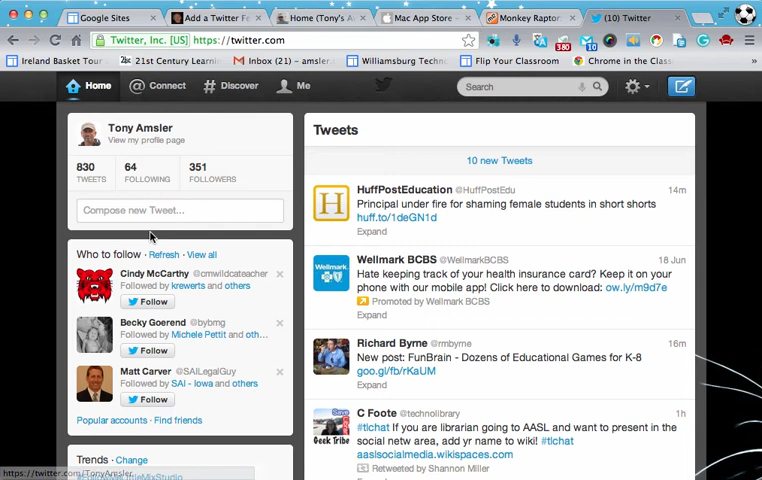 Google Sites
Add a Twitter Fe
Home (Tony's A
Mac App Store –
Monkey Raptor
(10) Twitter
Twitter, Inc. [US] https://twitter.com
380
10
Ireland Basket Tour
21st Century Learni
Inbox (21) - amsler
Williamsburg Techn
Flip Your Classroom
Chrome in the Class
Home
Connect
Discover
Me
Search
Tony Amsler
View my profile page
830
TWEETS
64
FOLLOWING
351
FOLLOWERS
Compose new Tweet...
Who to follow · Refresh · View all
Cindy McCarthy @cmwildcateacher
Followed by krewerts and others
Follow
Becky Goerend @bybmg
Followed by Michele Pettit and oth...
Follow
Matt Carver @SAILegalGuy
Followed by SAI - Iowa and others
Follow
Popular accounts · Find friends
Trends · Change
https://twitter.com/TonyAmsler
Tweets
10 new Tweets
HuffPostEducation @HuffPostEdu 14m
Principal under fire for shaming female students in short shorts
huff.to/1deGN1d
Expand
Wellmark BCBS @WellmarkBCBS 18 Jun
Hate keeping track of your health insurance card? Keep it on your
phone with our mobile app! Click here to download: ow.ly/m9d7e
Promoted by Wellmark BCBS
Expand
Richard Byrne @rmbyrne 16m
New post: FunBrain - Dozens of Educational Games for K-8
goo.gl/fb/rKaUM
Expand
C Foote @technolibrary 1h
#tlchat If you are librarian going to AASL and want to present in the
social netw area, add yr name to wiki! #tlchat
aaslsocialmedia.wikispaces.com
Retweeted by Shannon Miller
Expand
Geek Tribe